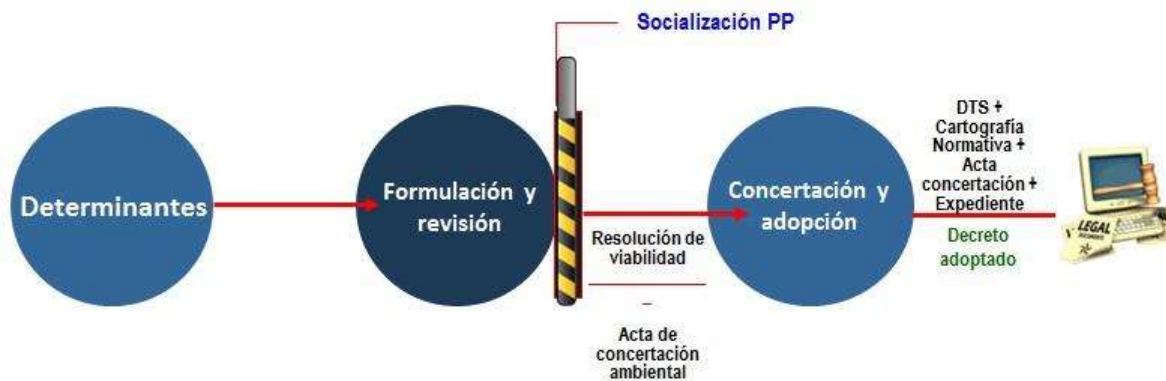 Socialización PP
Determinantes
Formulación y
revisión
Resolución de
viabilidad
Acta de
concertación
ambiental
Concertación y
adopción
DTS +
Cartografía
Normativa +
Acta
concertación +
Expediente
Decreto
adoptado
LEGAL